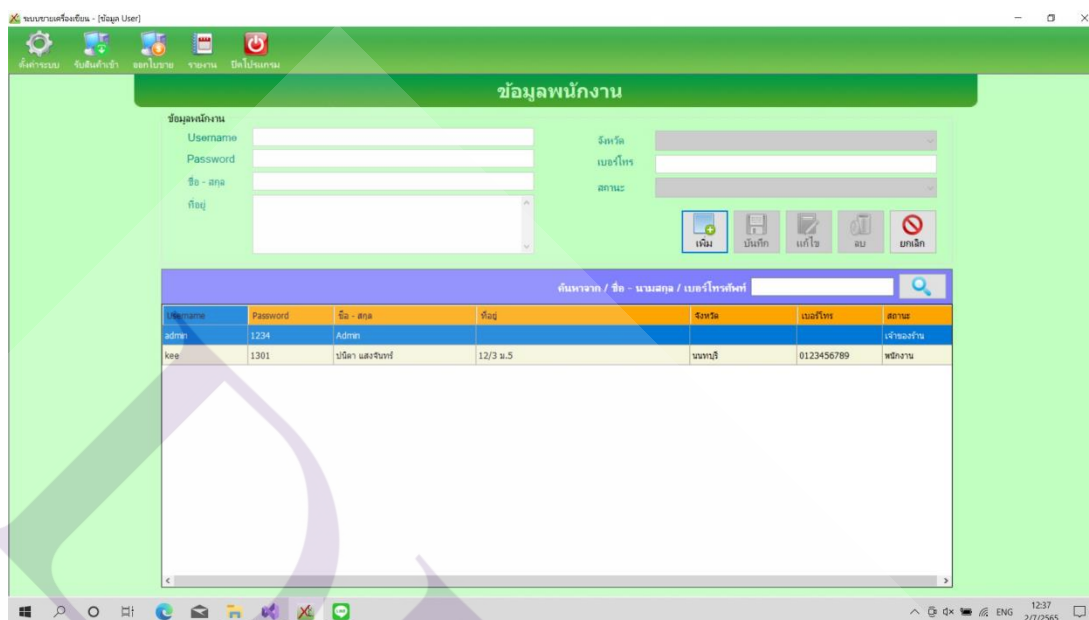 ระบบขายเครื่องเขียน - [ข้อมูล User]
ตั้งค่าระบบ รับสินค้าเข้า ออกใบขาย รายงาน ปิดโปรแกรม
ข้อมูลพนักงาน
ข้อมูลพนักงาน
Username
Password
ชื่อ - สกุล
ที่อยู่
จังหวัด
เบอร์โทร
สถานะ
เพิ่ม บันทึก แก้ไข ลบ ยกเลิก
ค้นหาจาก / ชื่อ - นามสกุล / เบอร์โทรศัพท์
Username Password ชื่อ - สกุล ที่อยู่ จังหวัด เบอร์โทร สถานะ
admin 1234 Admin เจ้าของร้าน
kee 1301 ปนิดา แสงจันทร์ 12/3 ม.5 นนทบุรี 0123456789 พนักงาน
ENG 12:37
2/7/2565